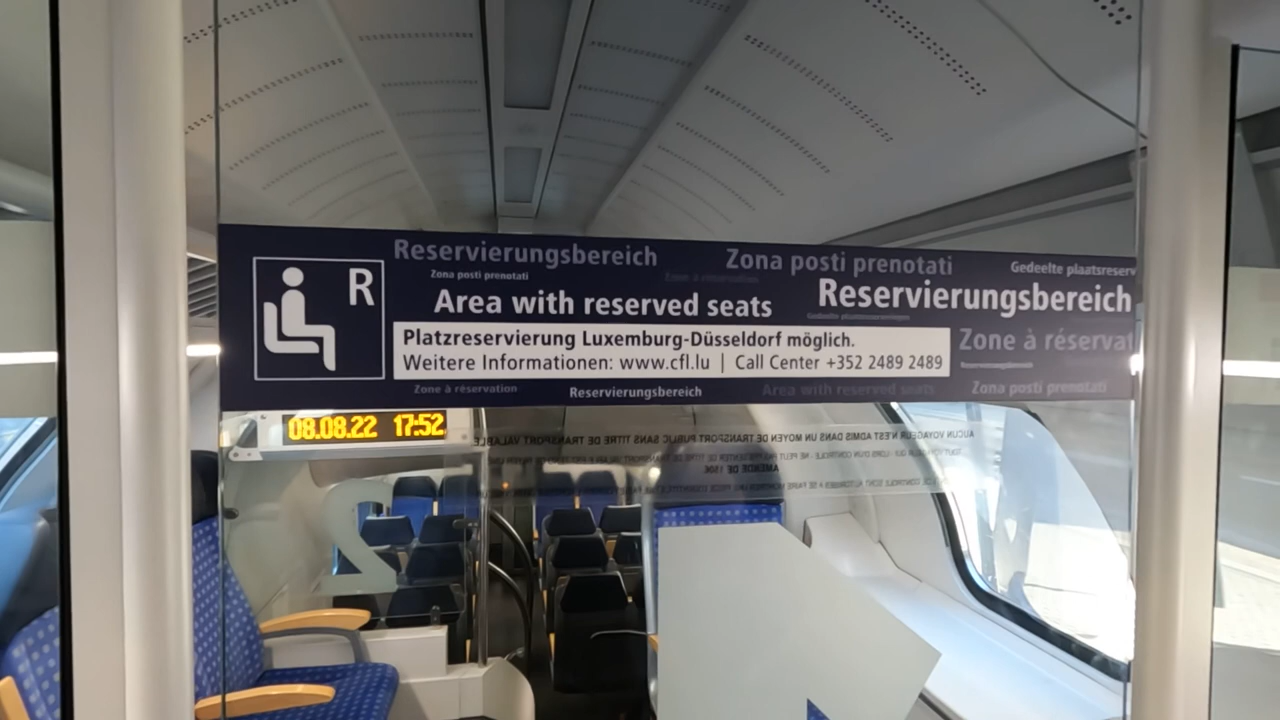 Reservierungsbereich Zona posti prenotati Gedeelte plaatsreserv
Zona posti prenotati Zone à réservation
R
Area with reserved seats Reservierungsbereich
Platzreservierung Luxemburg-Düsseldorf möglich.
Weitere Informationen: www.cfl.lu | Call Center +352 2489 2489
Zone à réservat
Zone à réservation Reservierungsbereich Area with reserved seats Zona posti prenotati
08.08.22 17:52
AUCUN VOYAGEUR N'EST ADMIS DANS UN MOYEN DE TRANSPORT PUBLIC SANS TITRE DE TRANSPORT VALABLE
AMENDE DE 150€
2